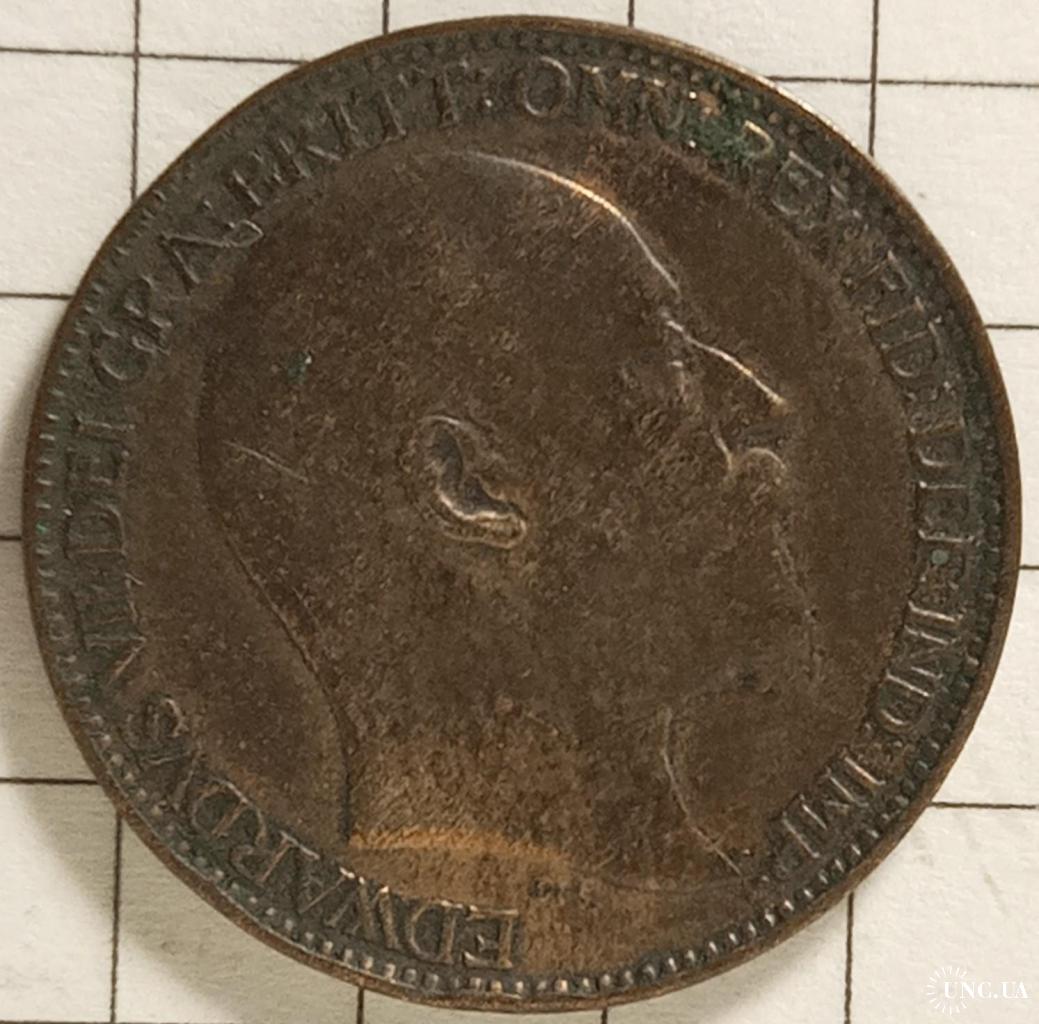 EDWARDVS VII DEI GRA: BRITT: OMN: REX FID: DEF: IND: IMP:
UNC.UA